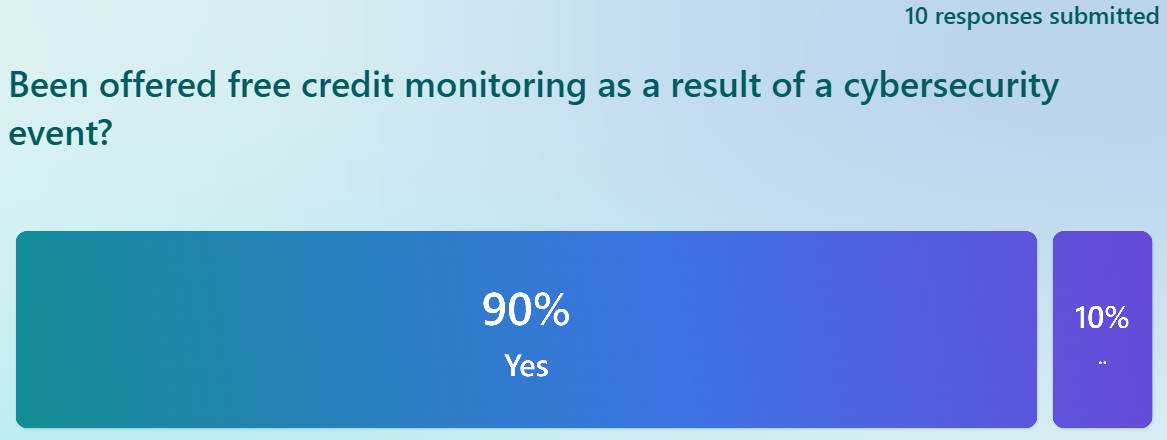 10 responses submitted
Been offered free credit monitoring as a result of a cybersecurity
event?
90%
Yes
10%
..